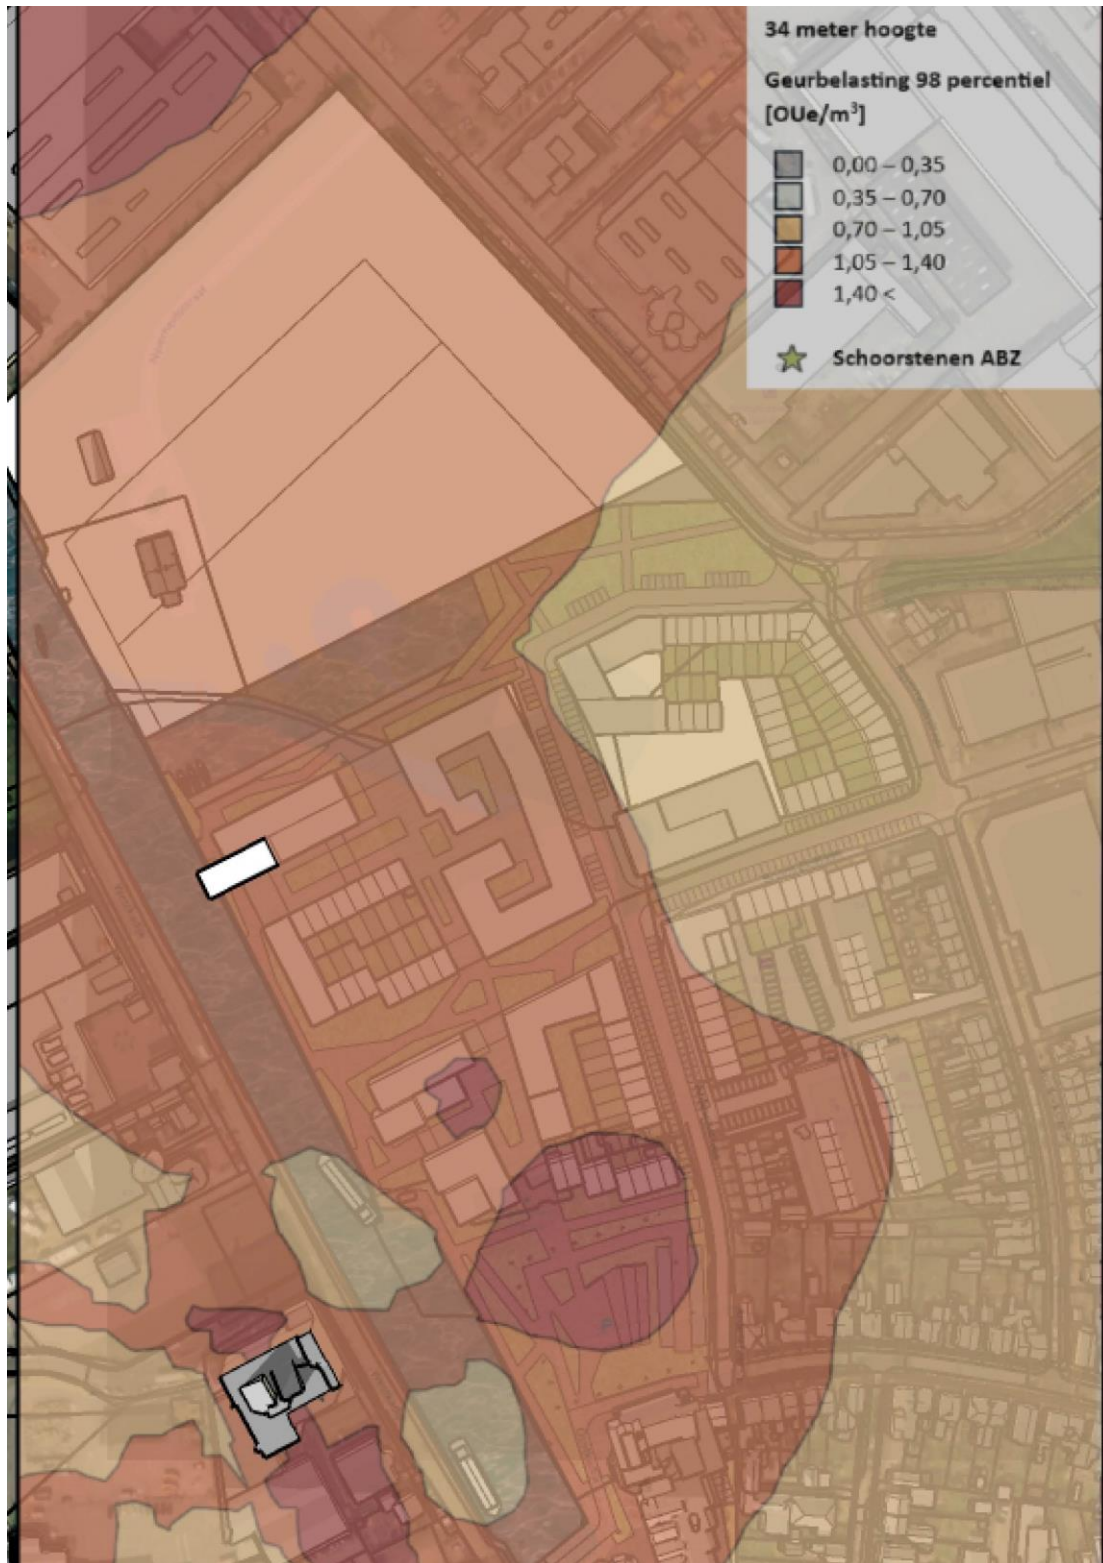 34 meter hoogte
Geurbelasting 98 percentiel
[OUe/m³]
0,00 – 0,35
0,35 – 0,70
0,70 – 1,05
1,05 – 1,40
1,40 <
Schoorstenen ABZ